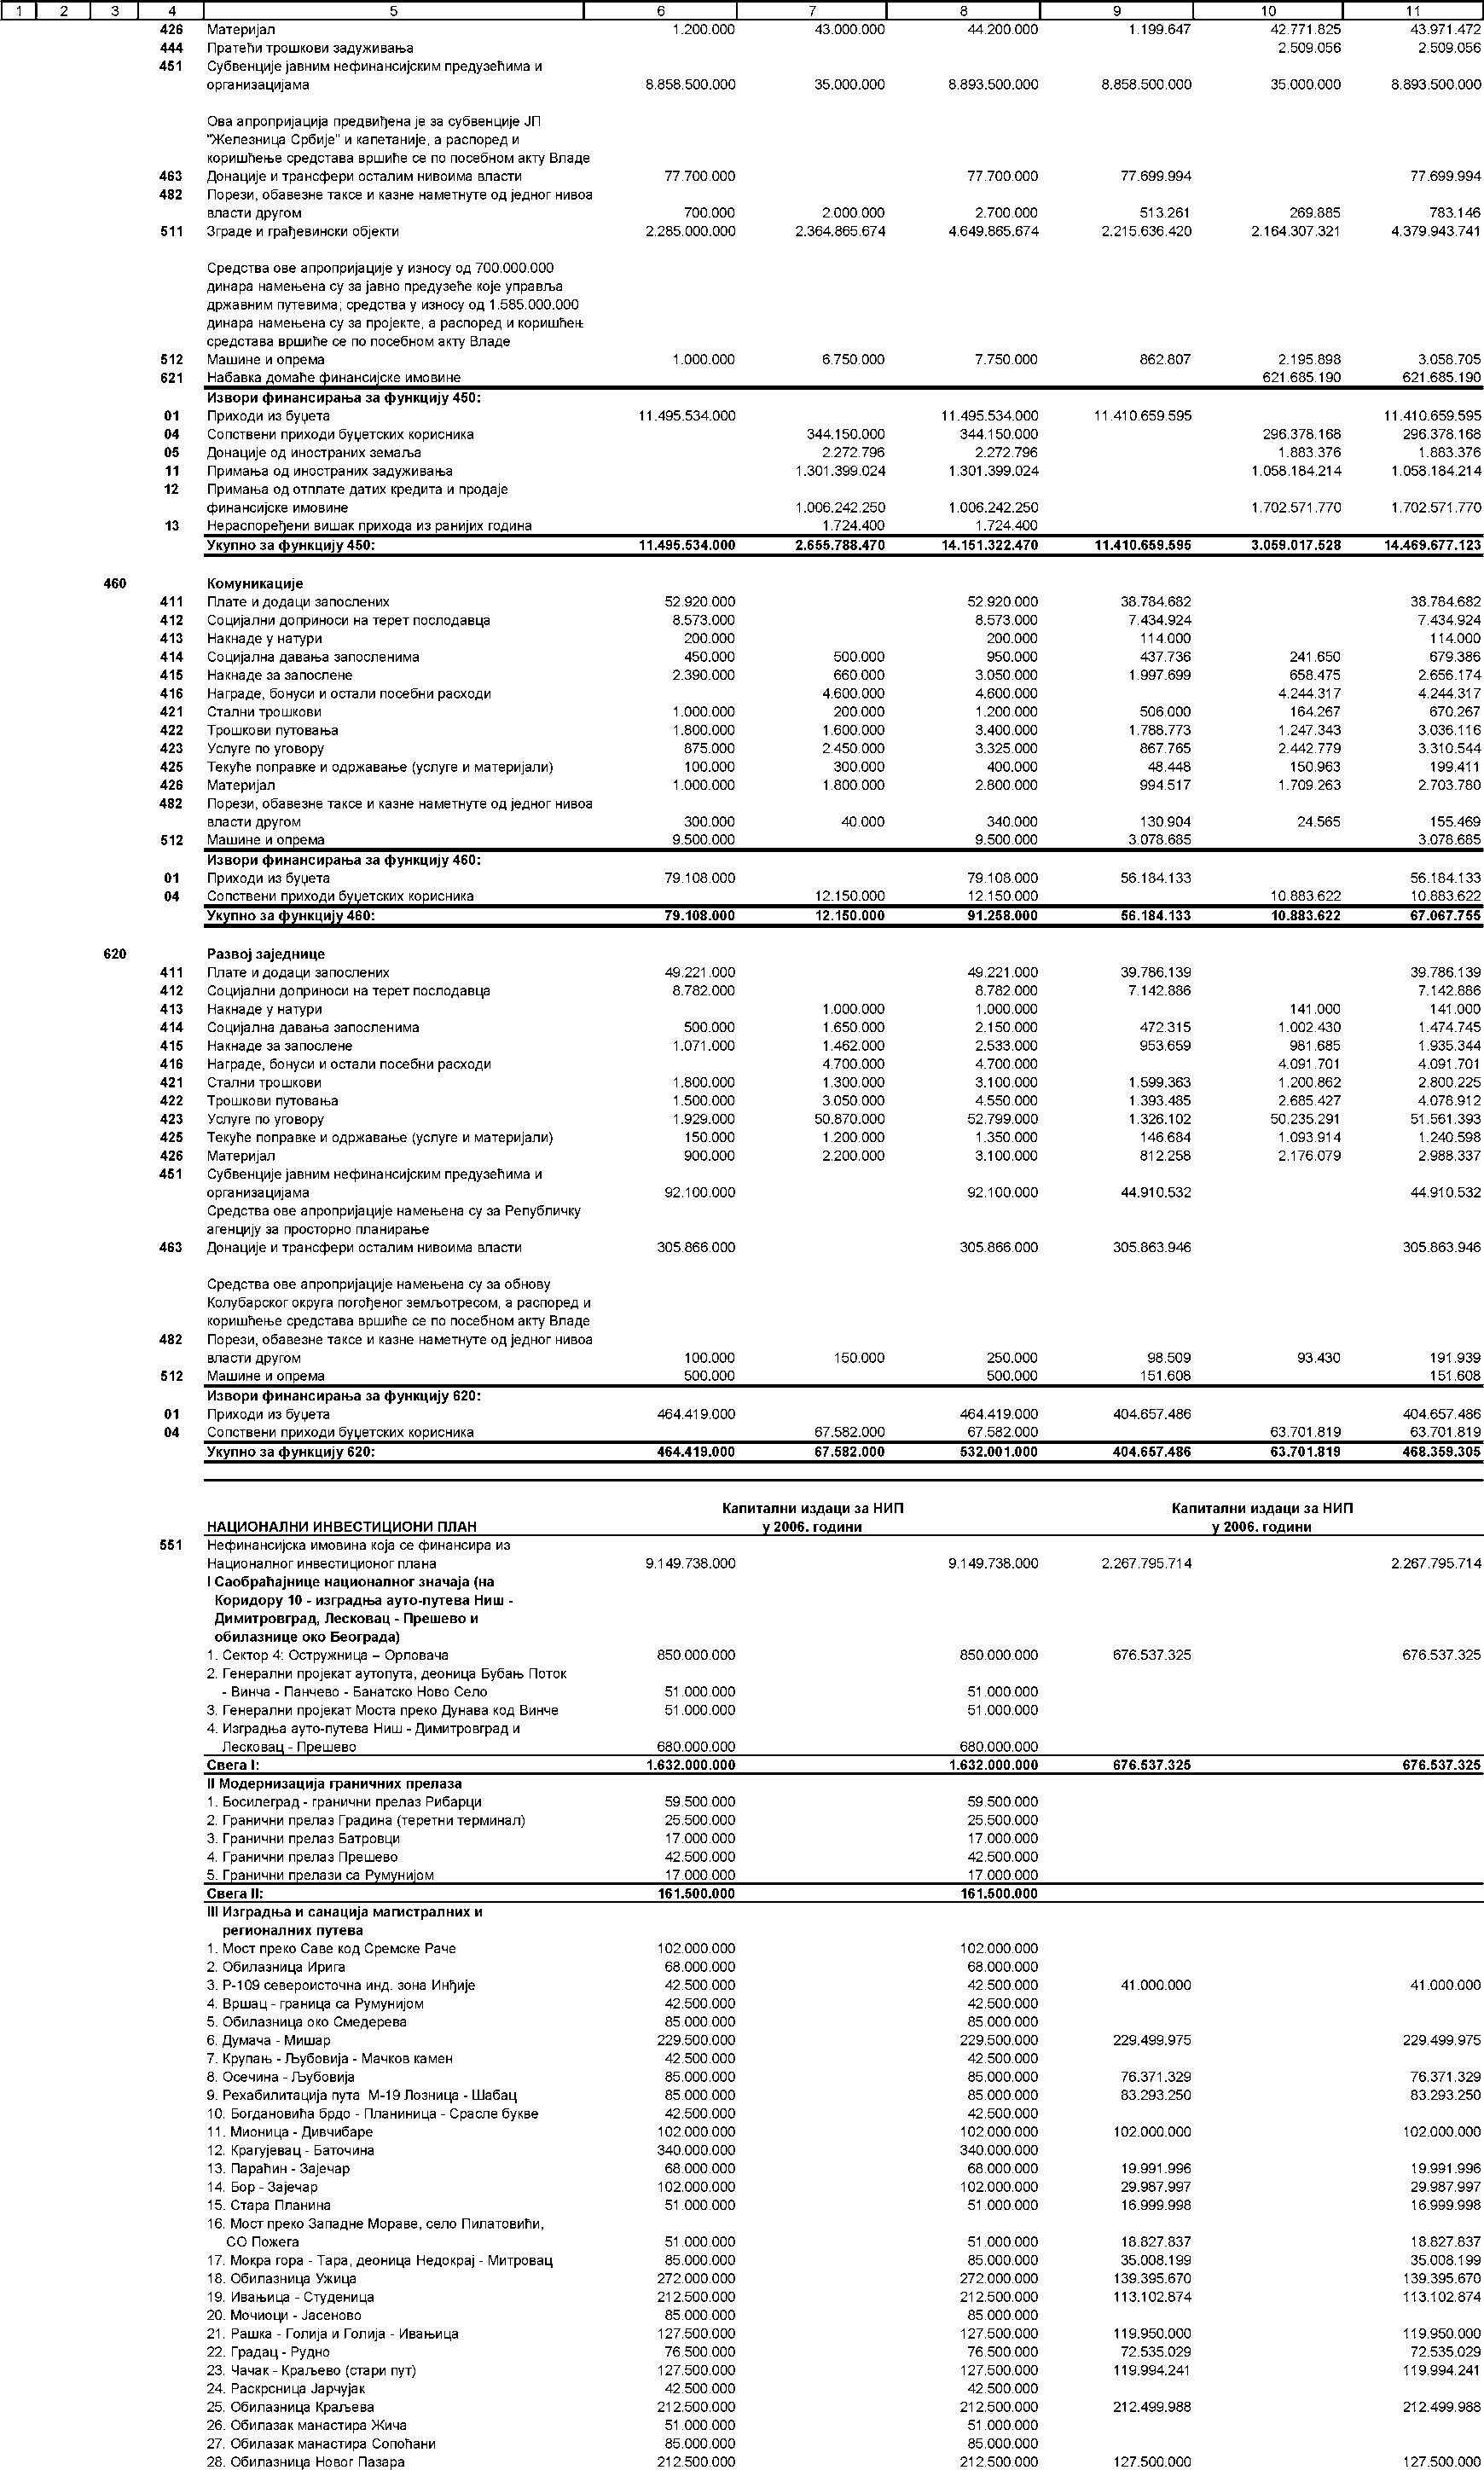 1 2 3 4 5 6 7 8 9 10 11
426 Материјал 1.200.000 43.000.000 44.200.000 1.199.647 42.771.825 43.971.472
444 Пратећи трошкови задуживања 2.509.056 2.509.056
451 Субвенције јавним нефинансијским предузећима и
организацијама 8.858.500.000 35.000.000 8.893.500.000 8.858.500.000 35.000.000 8.893.500.000
Ова апропријација предвиђена је за субвенције ЈП
"Железница Србије" и капетаније, а распоред и
коришћење средстава вршиће се по посебном акту Владе
463 Донације и трансфери осталим нивоима власти 77.700.000 77.700.000 77.699.994 77.699.994
482 Порези, обавезне таксе и казне наметнуте од једног нивоа
власти другом 700.000 2.000.000 2.700.000 513.261 269.885 783.146
511 Зграде и грађевински објекти 2.285.000.000 2.364.865.674 4.649.865.674 2.215.636.420 2.164.307.321 4.379.943.741
Средства ове апропријације у износу од 700.000.000
динара намењена су за јавно предузеће које управља
државним путевима; средства у износу од 1.585.000.000
динара намењена су за пројекте, а распоред и коришћењ
средстава вршиће се по посебном акту Владе
512 Машине и опрема 1.000.000 6.750.000 7.750.000 862.807 2.195.898 3.058.705
621 Набавка домаће финансијске имовине 621.685.190 621.685.190
Извори финансирања за функцију 450:
01 Приходи из буџета 11.495.534.000 11.495.534.000 11.410.659.595 11.410.659.595
04 Сопствени приходи буџетских корисника 344.150.000 344.150.000 296.378.168 296.378.168
05 Донације од иностраних земаља 2.272.796 2.272.796 1.883.376 1.883.376
11 Примања од иностраних задуживања 1.301.399.024 1.301.399.024 1.058.184.214 1.058.184.214
12 Примања од отплате датих кредита и продаје
финансијске имовине 1.006.242.250 1.006.242.250 1.702.571.770 1.702.571.770
13 Нераспоређени вишак прихода из ранијих година 1.724.400 1.724.400
Укупно за функцију 450: 11.495.534.000 2.655.788.470 14.151.322.470 11.410.659.595 3.059.017.528 14.469.677.123
460 Комуникације
411 Плате и додаци запослених 52.920.000 52.920.000 38.784.682 38.784.682
412 Социјални доприноси на терет послодавца 8.573.000 8.573.000 7.434.924 7.434.924
413 Накнаде у натури 200.000 200.000 114.000 114.000
414 Социјална давања запосленима 450.000 500.000 950.000 437.736 241.650 679.386
415 Накнаде за запослене 2.390.000 660.000 3.050.000 1.997.699 658.475 2.656.174
416 Награде, бонуси и остали посебни расходи 4.600.000 4.600.000 4.244.317 4.244.317
421 Стални трошкови 1.000.000 200.000 1.200.000 506.000 164.267 670.267
422 Трошкови путовања 1.800.000 1.600.000 3.400.000 1.788.773 1.247.343 3.036.116
423 Услуге по уговору 875.000 2.450.000 3.325.000 867.765 2.442.779 3.310.544
425 Текуће поправке и одржавање (услуге и материјали) 100.000 300.000 400.000 48.448 150.963 199.411
426 Материјал 1.000.000 1.800.000 2.800.000 994.517 1.709.263 2.703.780
482 Порези, обавезне таксе и казне наметнуте од једног нивоа
власти другом 300.000 40.000 340.000 130.904 24.565 155.469
512 Машине и опрема 9.500.000 9.500.000 3.078.685 3.078.685
Извори финансирања за функцију 460:
01 Приходи из буџета 79.108.000 79.108.000 56.184.133 56.184.133
04 Сопствени приходи буџетских корисника 12.150.000 12.150.000 10.883.622 10.883.622
Укупно за функцију 460: 79.108.000 12.150.000 91.258.000 56.184.133 10.883.622 67.067.755
620 Развој заједнице
411 Плате и додаци запослених 49.221.000 49.221.000 39.786.139 39.786.139
412 Социјални доприноси на терет послодавца 8.782.000 8.782.000 7.142.886 7.142.886
413 Накнаде у натури 1.000.000 1.000.000 141.000 141.000
414 Социјална давања запосленима 500.000 1.650.000 2.150.000 472.315 1.002.430 1.474.745
415 Накнаде за запослене 1.071.000 1.462.000 2.533.000 953.659 981.685 1.935.344
416 Награде, бонуси и остали посебни расходи 4.700.000 4.700.000 4.091.701 4.091.701
421 Стални трошкови 1.800.000 1.300.000 3.100.000 1.599.363 1.200.862 2.800.225
422 Трошкови путовања 1.500.000 3.050.000 4.550.000 1.393.485 2.685.427 4.078.912
423 Услуге по уговору 1.929.000 50.870.000 52.799.000 1.326.102 50.235.291 51.561.393
425 Текуће поправке и одржавање (услуге и материјали) 150.000 1.200.000 1.350.000 146.684 1.093.914 1.240.598
426 Материјал 900.000 2.200.000 3.100.000 812.258 2.176.079 2.988.337
451 Субвенције јавним нефинансијским предузећима и
организацијама 92.100.000 92.100.000 44.910.532 44.910.532
Средства ове апропријације намењена су за Републичку
агенцију за просторно планирање
463 Донације и трансфери осталим нивоима власти 305.866.000 305.866.000 305.863.946 305.863.946
Средства ове апропријације намењена су за обнову
Колубарског округа погођеног земљотресом, а распоред и
коришћење средстава вршиће се по посебном акту Владе
482 Порези, обавезне таксе и казне наметнуте од једног нивоа
власти другом 100.000 150.000 250.000 98.509 93.430 191.939
512 Машине и опрема 500.000 500.000 151.608 151.608
Извори финансирања за функцију 620:
01 Приходи из буџета 464.419.000 464.419.000 404.657.486 404.657.486
04 Сопствени приходи буџетских корисника 67.582.000 67.582.000 63.701.819 63.701.819
Укупно за функцију 620: 464.419.000 67.582.000 532.001.000 404.657.486 63.701.819 468.359.305
Капитални издаци за НИП Капитални издаци за НИП
НАЦИОНАЛНИ ИНВЕСТИЦИОНИ ПЛАН у 2006. години у 2006. години
551 Нефинансијска имовина која се финансира из
Националног инвестиционог плана 9.149.738.000 9.149.738.000 2.267.795.714 2.267.795.714
I Саобраћајнице националног значаја (на
Коридору 10 - изградња ауто-путева Ниш -
Димитровград, Лесковац - Прешево и
обилазнице око Београда)
1. Сектор 4: Остружница – Орловача 850.000.000 850.000.000 676.537.325 676.537.325
2. Генерални пројекат аутопута, деоница Бубањ Поток
- Винча - Панчево - Банатско Ново Село 51.000.000 51.000.000
3. Генерални пројекат Моста преко Дунава код Винче 51.000.000 51.000.000
4. Изградња ауто-путева Ниш - Димитровград и
Лесковац - Прешево 680.000.000 680.000.000
Свега I: 1.632.000.000 1.632.000.000 676.537.325 676.537.325
II Модернизација граничних прелаза
1. Босилеград - гранични прелаз Рибарци 59.500.000 59.500.000
2. Гранични прелаз Градина (теретни терминал) 25.500.000 25.500.000
3. Гранични прелаз Батровци 17.000.000 17.000.000
4. Гранични прелаз Прешево 42.500.000 42.500.000
5. Гранични прелази са Румунијом 17.000.000 17.000.000
Свега II: 161.500.000 161.500.000
III Изградња и санација магистралних и
регионалних путева
1. Мост преко Саве код Сремске Раче 102.000.000 102.000.000
2. Обилазница Ирига 68.000.000 68.000.000
3. Р-109 североисточна инд. зона Инђије 42.500.000 42.500.000 41.000.000 41.000.000
4. Вршац - граница са Румунијом 42.500.000 42.500.000
5. Обилазница око Смедерева 85.000.000 85.000.000
6. Думача - Мишар 229.500.000 229.500.000 229.499.975 229.499.975
7. Крупањ - Љубовија - Мачков камен 42.500.000 42.500.000
8. Осечина - Љубовија 85.000.000 85.000.000 76.371.329 76.371.329
9. Рехабилитација пута М-19 Лозница - Шабац 85.000.000 85.000.000 83.293.250 83.293.250
10. Богдановића брдо - Планиница - Срасле букве 42.500.000 42.500.000
11. Мионица - Дивчибаре 102.000.000 102.000.000 102.000.000 102.000.000
12. Крагујевац - Баточина 340.000.000 340.000.000
13. Параћин - Зајечар 68.000.000 68.000.000 19.991.996 19.991.996
14. Бор - Зајечар 102.000.000 102.000.000 29.987.997 29.987.997
15. Стара Планина 51.000.000 51.000.000 16.999.998 16.999.998
16. Мост преко Западне Мораве, село Пилатовићи,
СО Пожега 51.000.000 51.000.000 18.827.837 18.827.837
17. Мокра гора - Тара, деоница Недокрај - Митровац 85.000.000 85.000.000 35.008.199 35.008.199
18. Обилазница Ужица 272.000.000 272.000.000 139.395.670 139.395.670
19. Ивањица - Студеница 212.500.000 212.500.000 113.102.874 113.102.874
20. Мочиоци - Јасеново 85.000.000 85.000.000
21. Рашка - Голија и Голија - Ивањица 127.500.000 127.500.000 119.950.000 119.950.000
22. Градац - Рудно 76.500.000 76.500.000 72.535.029 72.535.029
23. Чачак - Краљево (стари пут) 127.500.000 127.500.000 119.994.241 119.994.241
24. Раскрсница Јарчујак 42.500.000 42.500.000
25. Обилазница Краљева 212.500.000 212.500.000 212.499.988 212.499.988
26. Обилазак манастира Жича 51.000.000 51.000.000
27. Обилазак манастира Сопоћани 85.000.000 85.000.000
28. Обилазница Новог Пазара 212.500.000 212.500.000 127.500.000 127.500.000